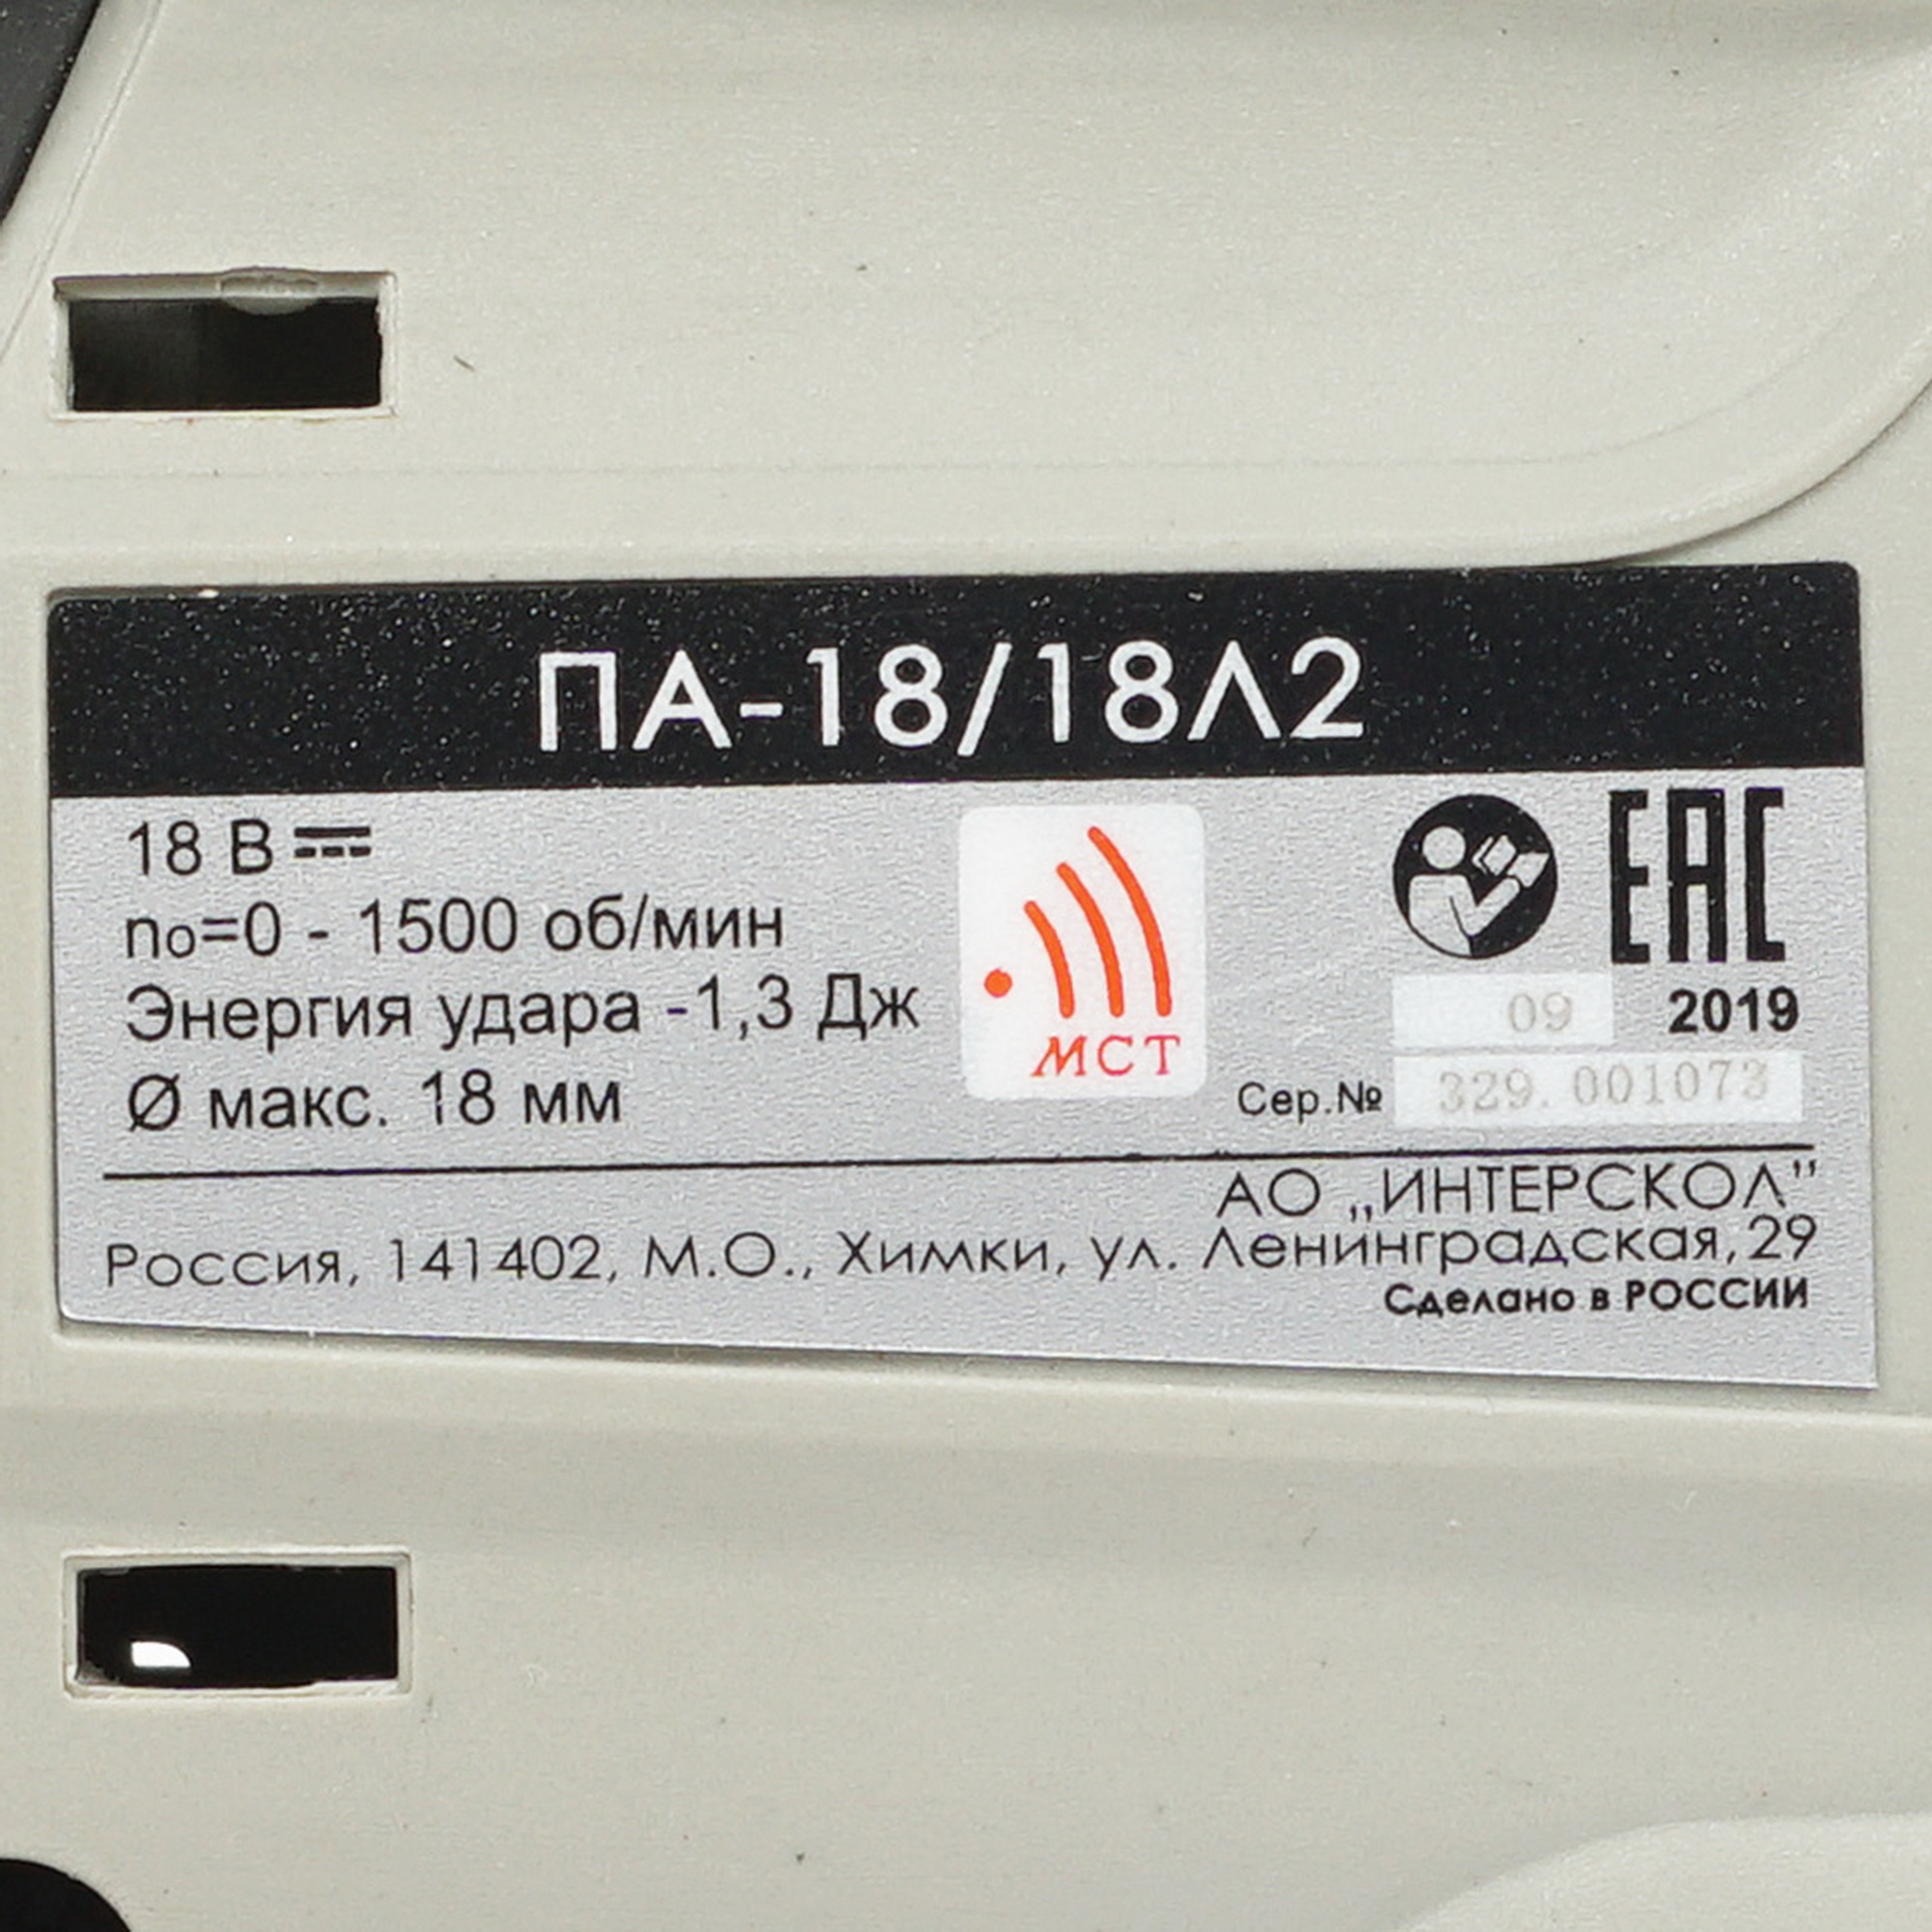 ПА-18/18Л2
18 В
n₀=0 - 1500 об/мин
Энергия удара -1,3 Дж
Ø макс. 18 мм
МСТ
ЕАС
09 2019
Сер.№ 329. 001073
АО „ИНТЕРСКОЛ"
Россия, 141402, М.О., Химки, ул. Ленинградская, 29
Сделано в РОССИИ